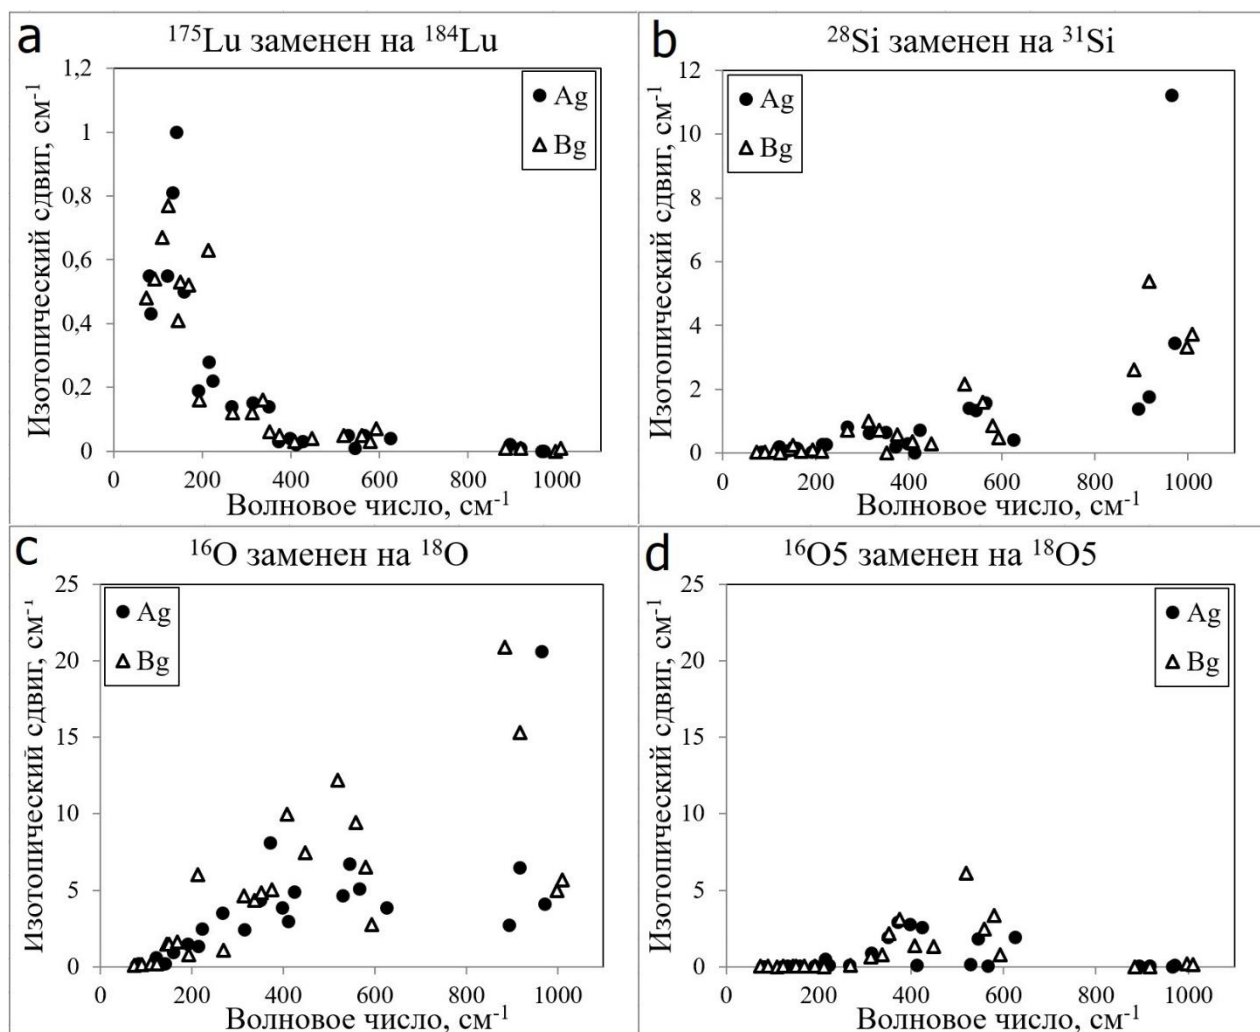 a
¹⁷⁵Lu заменен на ¹⁸⁴Lu
1,2
1
0,8
0,6
0,4
0,2
0
Изотопический сдвиг, см⁻¹
Ag
Bg
0 200 400 600 800 1000
Волновое число, см⁻¹
b
²⁸Si заменен на ³¹Si
12
10
8
6
4
2
0
Изотопический сдвиг, см⁻¹
Ag
Bg
0 200 400 600 800 1000
Волновое число, см⁻¹
c
¹⁶O заменен на ¹⁸O
25
20
15
10
5
0
Изотопический сдвиг, см⁻¹
Ag
Bg
0 200 400 600 800 1000
Волновое число, см⁻¹
d
¹⁶O5 заменен на ¹⁸O5
25
20
15
10
5
0
Изотопический сдвиг, см⁻¹
Ag
Bg
0 200 400 600 800 1000
Волновое число, см⁻¹